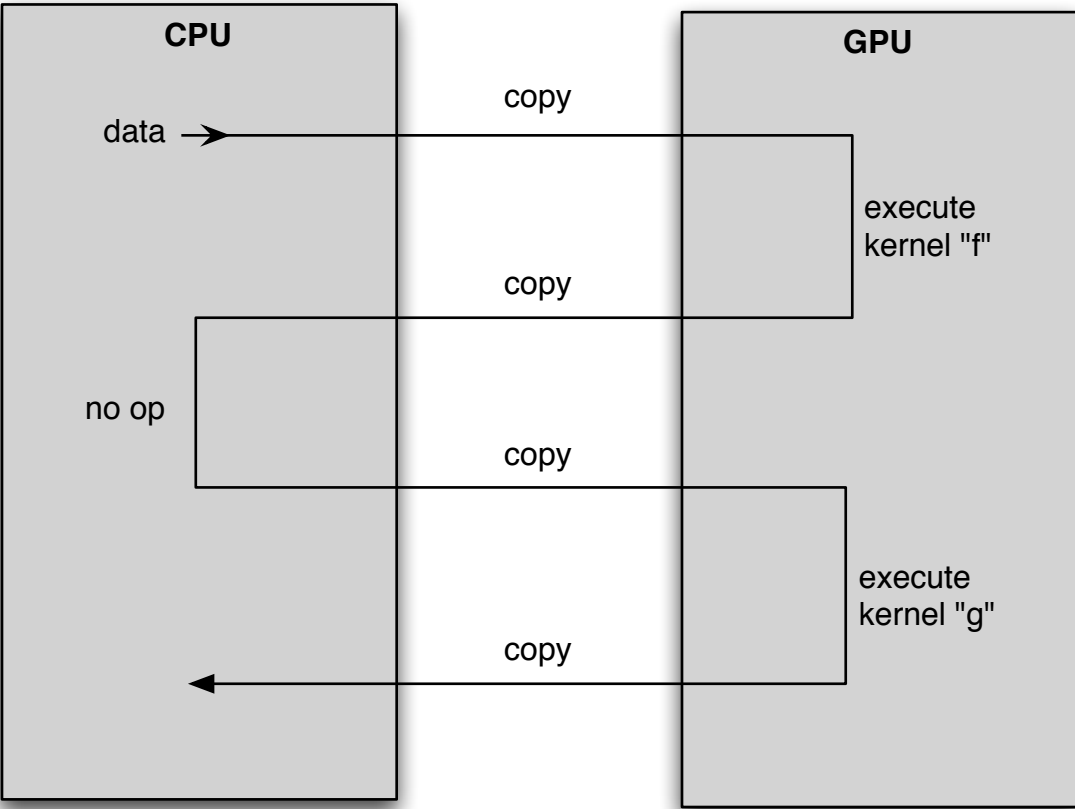 CPU
GPU
copy
data
execute
kernel "f"
copy
no op
copy
execute
kernel "g"
copy